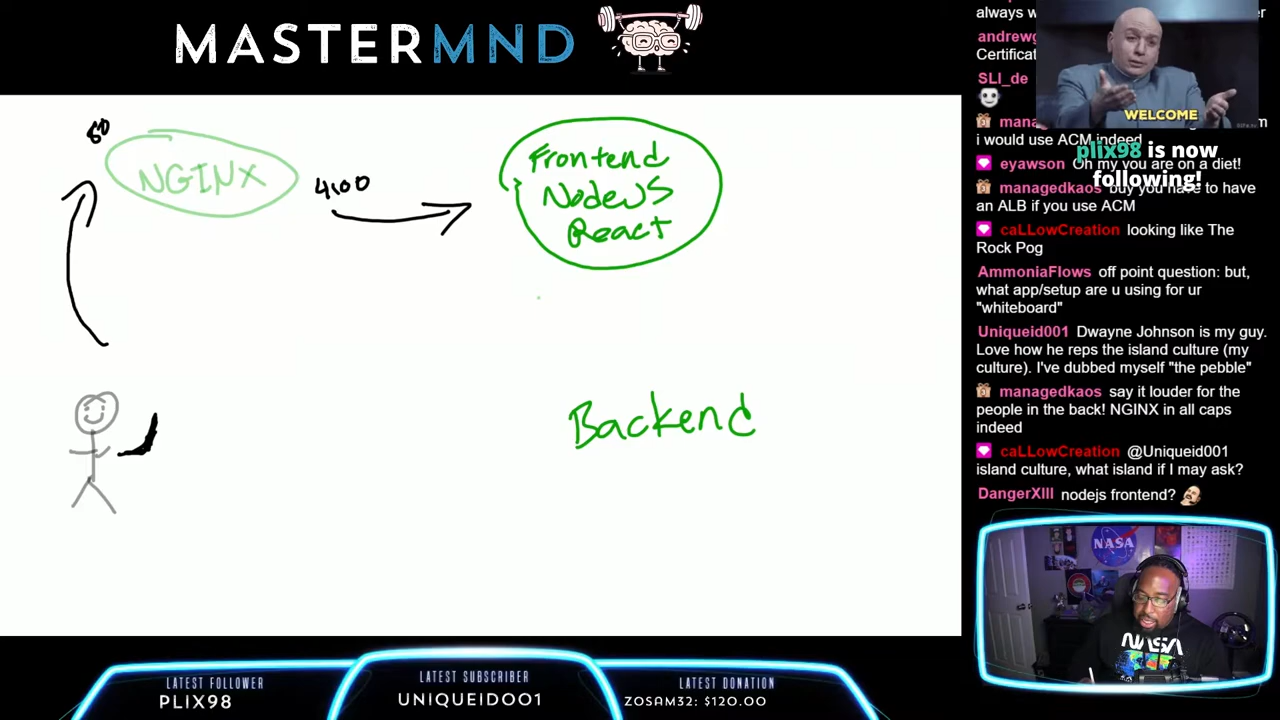 MASTERMND
80
NGINX
4100
Frontend
NodeJS
React
Backend
always w
andrewg
Certificat
SLI_de
mana
i would use ACM indeed
eyawson Oh my you are on a diet!
managedkaos buy you have to have
an ALB if you use ACM
caLLowCreation looking like The
Rock Pog
AmmoniaFlows off point question: but,
what app/setup are u using for ur
"whiteboard"
Uniqueid001 Dwayne Johnson is my guy.
Love how he reps the island culture (my
culture). I've dubbed myself "the pebble"
managedkaos say it louder for the
people in the back! NGINX in all caps
indeed
caLLowCreation @Uniqueid001
island culture, what island if I may ask?
DangerXIII nodejs frontend?
WELCOME
plix98 is now
following!
NASA
NASA
LATEST FOLLOWER
PLIX98
LATEST SUBSCRIBER
UNIQUEID001
LATEST DONATION
ZOSAM32: $120.00